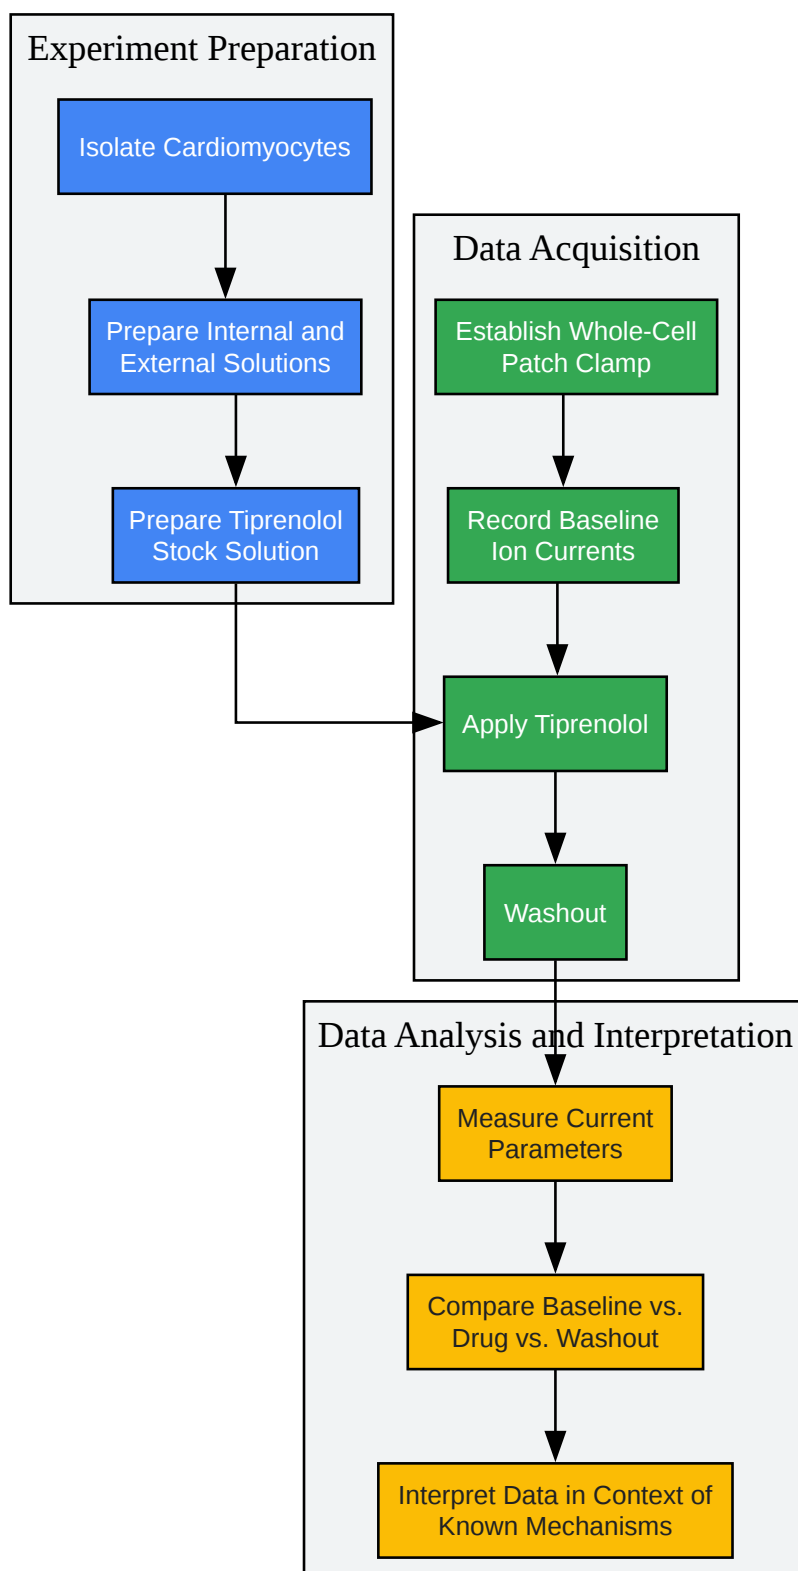 Experiment Preparation
Isolate Cardiomyocytes
Prepare Internal and
External Solutions
Prepare Tiprenolol
Stock Solution
Data Acquisition
Establish Whole-Cell
Patch Clamp
Record Baseline
Ion Currents
Apply Tiprenolol
Washout
Data Analysis and Interpretation
Measure Current
Parameters
Compare Baseline vs.
Drug vs. Washout
Interpret Data in Context of
Known Mechanisms